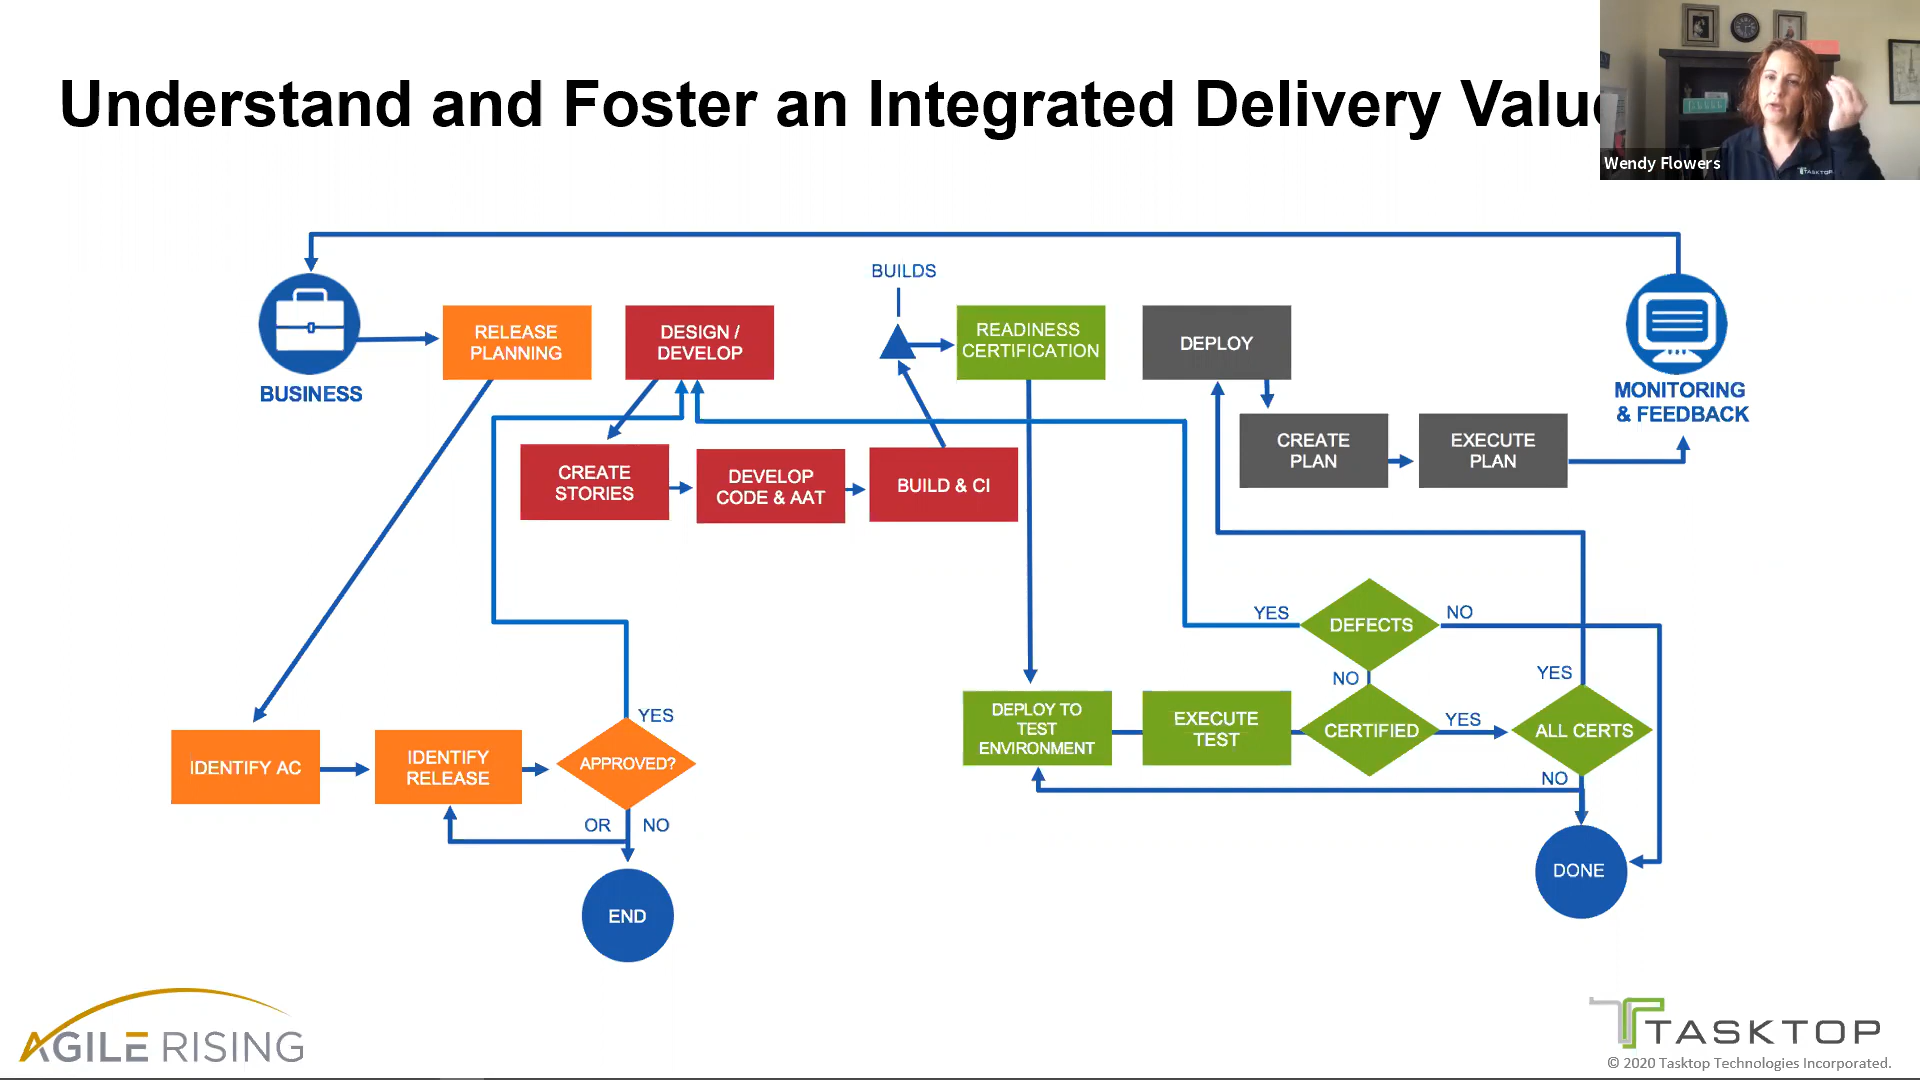 Understand and Foster an Integrated Delivery Valu
Wendy Flowers
TASKTOP
BUILDS
BUSINESS
RELEASE
PLANNING
DESIGN /
DEVELOP
READINESS
CERTIFICATION
DEPLOY
MONITORING
& FEEDBACK
CREATE
STORIES
DEVELOP
CODE & AAT
BUILD & CI
CREATE
PLAN
EXECUTE
PLAN
YES
DEFECTS
NO
NO
YES
YES
IDENTIFY AC
IDENTIFY
RELEASE
APPROVED?
YES
DEPLOY TO
TEST
ENVIRONMENT
EXECUTE
TEST
CERTIFIED
ALL CERTS
NO
OR
NO
END
DONE
AGILE RISING
TASKTOP
© 2020 Tasktop Technologies Incorporated.